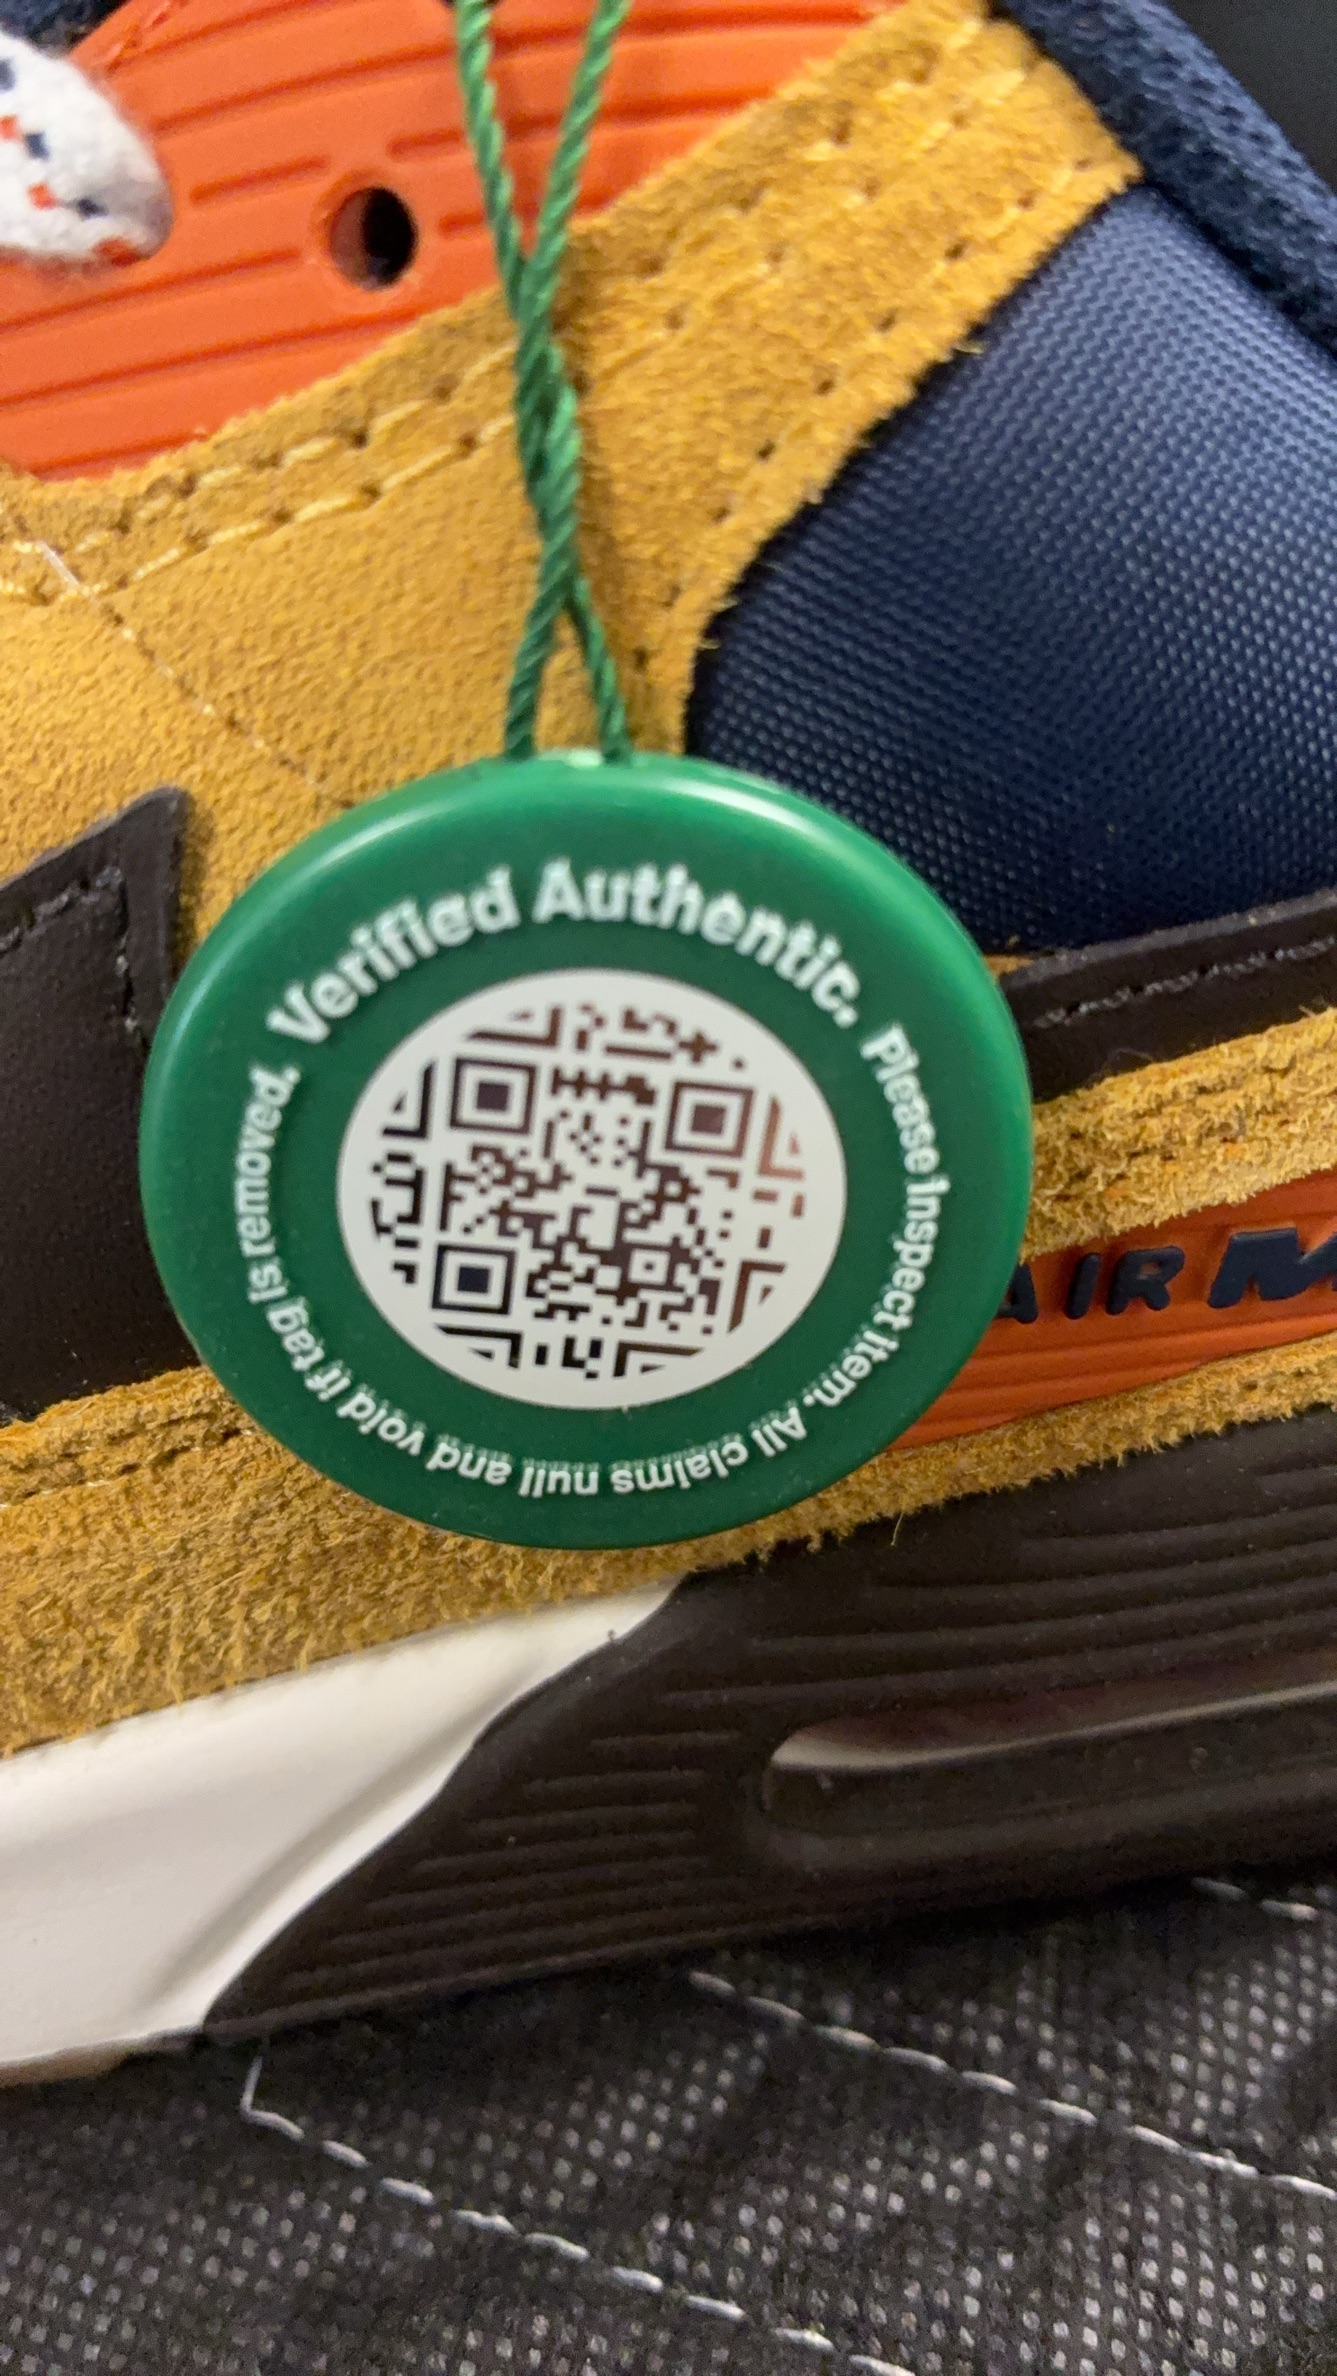 Verified Authentic.
Please inspect item. All claims null and void if tag is removed.
AIR M